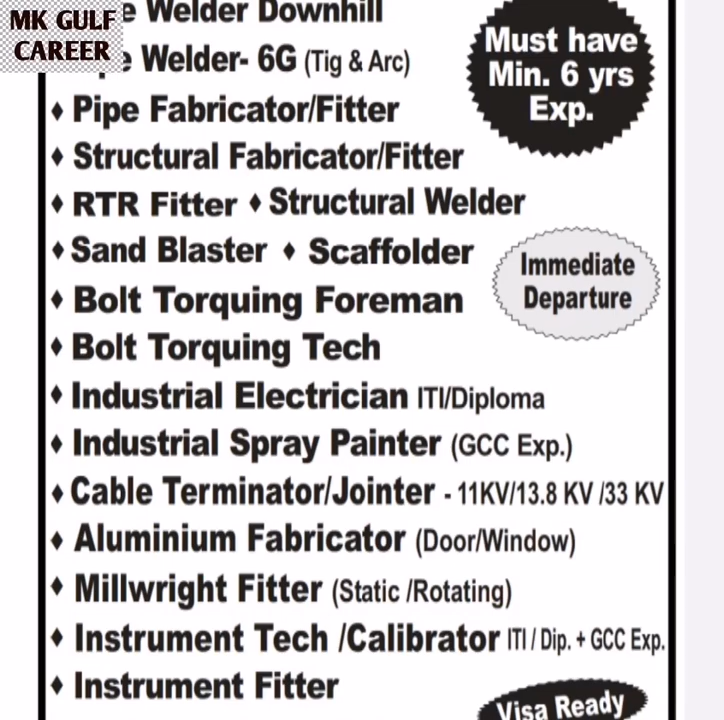 MK GULF
CAREER
Welder Downhill
Welder- 6G (Tig & Arc)
Must have
Min. 6 yrs
Exp.
♦ Pipe Fabricator/Fitter
♦ Structural Fabricator/Fitter
♦ RTR Fitter ♦ Structural Welder
♦ Sand Blaster ♦ Scaffolder
Immediate
Departure
♦ Bolt Torquing Foreman
♦ Bolt Torquing Tech
♦ Industrial Electrician ITI/Diploma
♦ Industrial Spray Painter (GCC Exp.)
♦ Cable Terminator/Jointer - 11KV/13.8 KV /33 KV
♦ Aluminium Fabricator (Door/Window)
♦ Millwright Fitter (Static /Rotating)
♦ Instrument Tech /Calibrator ITI / Dip. + GCC Exp.
♦ Instrument Fitter
Visa Ready